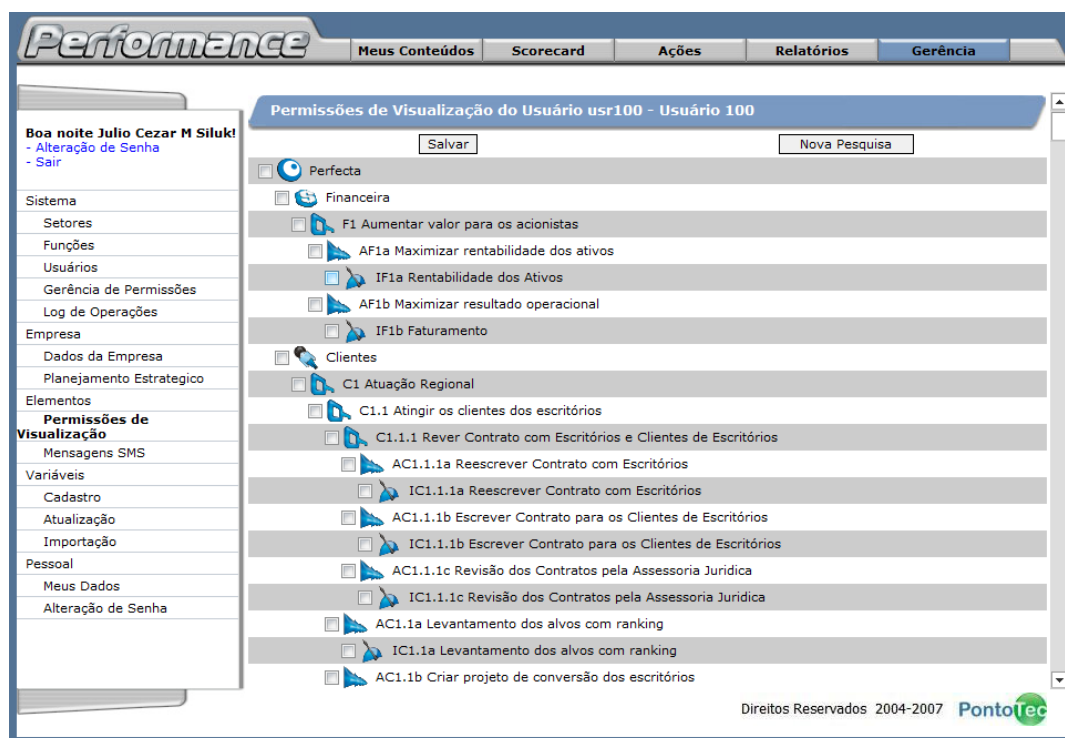 Performance
Meus Conteúdos Scorecard Ações Relatórios Gerência
Permissões de Visualização do Usuário usr100 - Usuário 100
Boa noite Julio Cezar M Siluk!
- Alteração de Senha
- Sair
Sistema
Setores
Funções
Usuários
Gerência de Permissões
Log de Operações
Empresa
Dados da Empresa
Planejamento Estrategico
Elementos
Permissões de
Visualização
Mensagens SMS
Variáveis
Cadastro
Atualização
Importação
Pessoal
Meus Dados
Alteração de Senha
Salvar Nova Pesquisa
Perfecta
Financeira
F1 Aumentar valor para os acionistas
AF1a Maximizar rentabilidade dos ativos
IF1a Rentabilidade dos Ativos
AF1b Maximizar resultado operacional
IF1b Faturamento
Clientes
C1 Atuação Regional
C1.1 Atingir os clientes dos escritórios
C1.1.1 Rever Contrato com Escritórios e Clientes de Escritórios
AC1.1.1a Reescrever Contrato com Escritórios
IC1.1.1a Reescrever Contrato com Escritórios
AC1.1.1b Escrever Contrato para os Clientes de Escritórios
IC1.1.1b Escrever Contrato para os Clientes de Escritórios
AC1.1.1c Revisão dos Contratos pela Assessoria Juridica
IC1.1.1c Revisão dos Contratos pela Assessoria Juridica
AC1.1a Levantamento dos alvos com ranking
IC1.1a Levantamento dos alvos com ranking
AC1.1b Criar projeto de conversão dos escritórios
Direitos Reservados 2004-2007 PontoTec